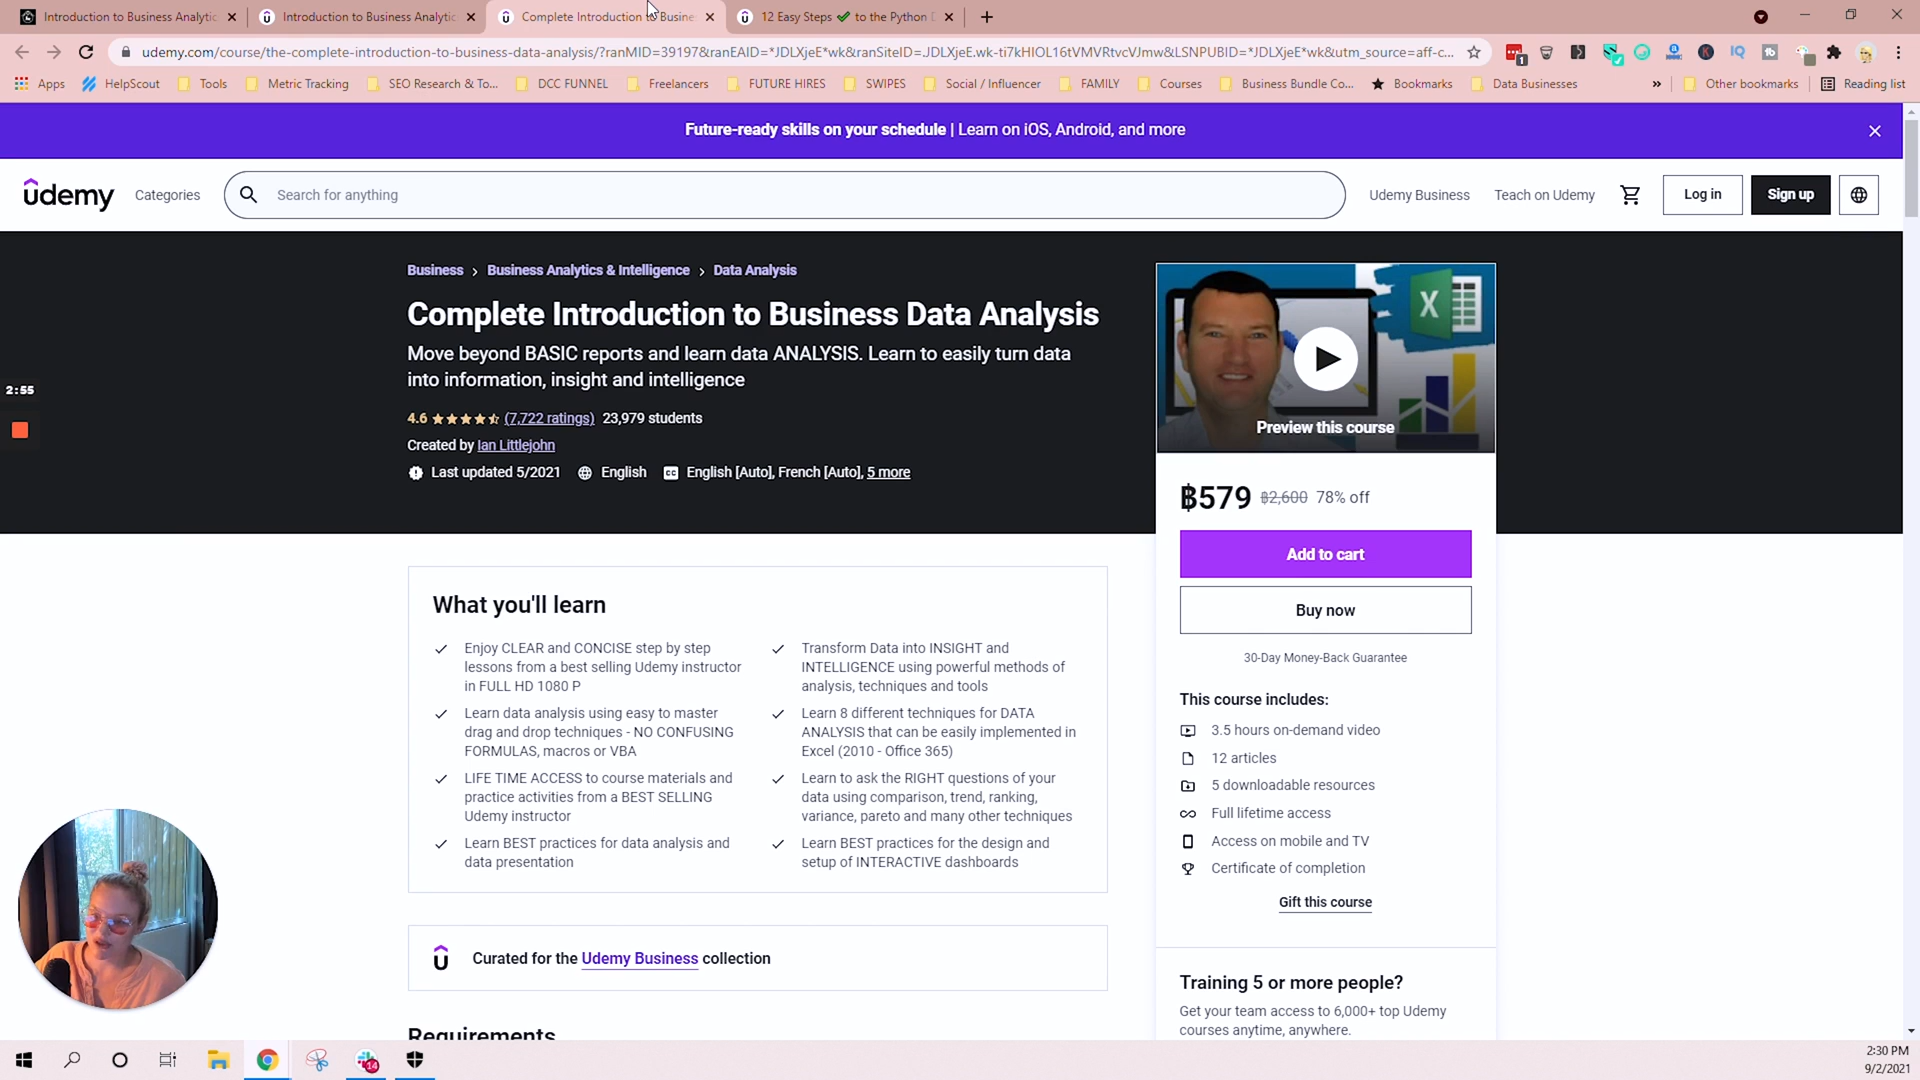 Introduction to Business Analytic
Introduction to Business Analytic
Complete Introduction to Busine
12 Easy Steps ✔ to the Python D
udemy.com/course/the-complete-introduction-to-business-data-analysis/?ranMID=39197&ranEAID=*JDLXjeE*wk&ranSiteID=.JDLXjeE.wk-ti7kHIOL16tVMVRtvcVJmw&LSNPUBID=*JDLXjeE*wk&utm_source=aff-c...
Apps
HelpScout
Tools
Metric Tracking
SEO Research & To...
DCC FUNNEL
Freelancers
FUTURE HIRES
SWIPES
Social / Influencer
FAMILY
Courses
Business Bundle Co...
Bookmarks
Data Businesses
»
Other bookmarks
Reading list
Future-ready skills on your schedule | Learn on iOS, Android, and more
udemy
Categories
Search for anything
Udemy Business
Teach on Udemy
Log in
Sign up
Business > Business Analytics & Intelligence > Data Analysis
Complete Introduction to Business Data Analysis
Move beyond BASIC reports and learn data ANALYSIS. Learn to easily turn data
into information, insight and intelligence
4.6 (7,722 ratings) 23,979 students
Created by Ian Littlejohn
Last updated 5/2021 English English [Auto], French [Auto], 5 more
2:55
X
Preview this course
฿579 ฿2,600 78% off
Add to cart
Buy now
30-Day Money-Back Guarantee
This course includes:
3.5 hours on-demand video
12 articles
5 downloadable resources
Full lifetime access
Access on mobile and TV
Certificate of completion
Gift this course
Training 5 or more people?
Get your team access to 6,000+ top Udemy
courses anytime, anywhere.
What you'll learn
Enjoy CLEAR and CONCISE step by step
lessons from a best selling Udemy instructor
in FULL HD 1080 P
Learn data analysis using easy to master
drag and drop techniques - NO CONFUSING
FORMULAS, macros or VBA
LIFE TIME ACCESS to course materials and
practice activities from a BEST SELLING
Udemy instructor
Learn BEST practices for data analysis and
data presentation
Transform Data into INSIGHT and
INTELLIGENCE using powerful methods of
analysis, techniques and tools
Learn 8 different techniques for DATA
ANALYSIS that can be easily implemented in
Excel (2010 - Office 365)
Learn to ask the RIGHT questions of your
data using comparison, trend, ranking,
variance, pareto and many other techniques
Learn BEST practices for the design and
setup of INTERACTIVE dashboards
Curated for the Udemy Business collection
Requirements
14
2:30 PM
9/2/2021